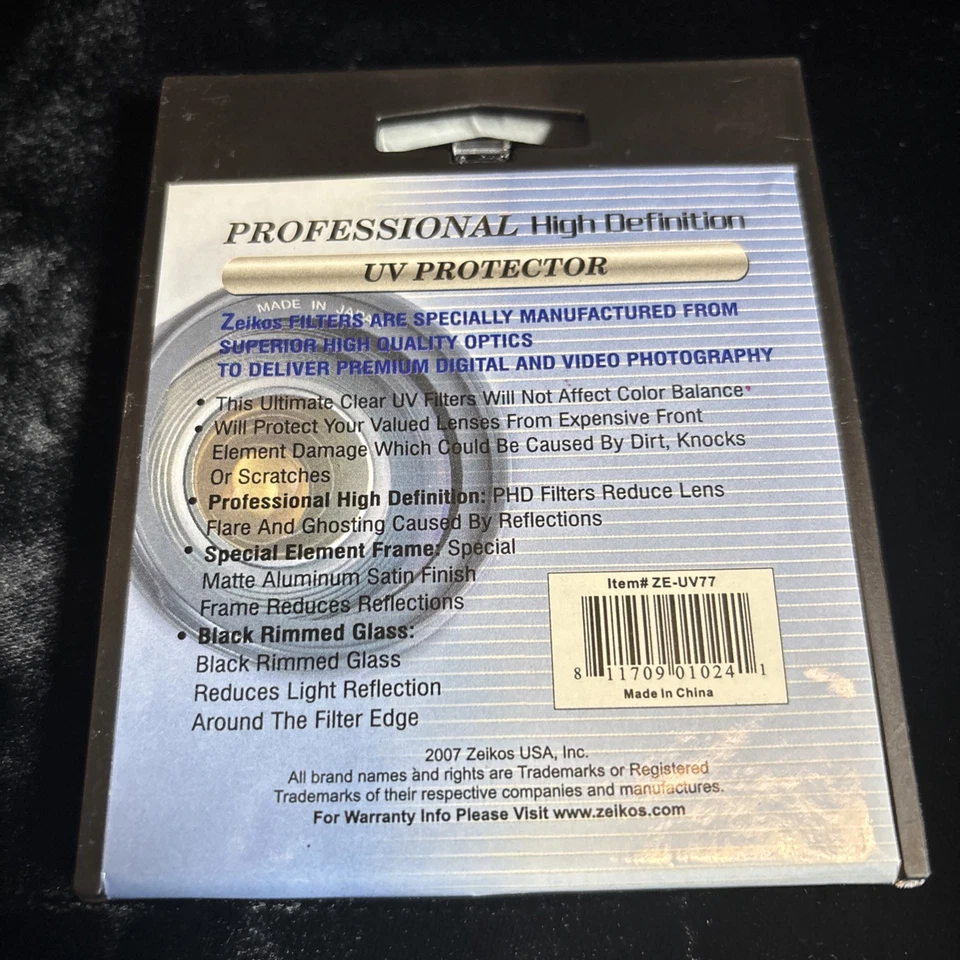 PROFESSIONAL High Definition
UV PROTECTOR
MADE IN JAPAN
Zeikos FILTERS ARE SPECIALLY MANUFACTURED FROM
SUPERIOR HIGH QUALITY OPTICS
TO DELIVER PREMIUM DIGITAL AND VIDEO PHOTOGRAPHY
• This Ultimate Clear UV Filters Will Not Affect Color Balance
• Will Protect Your Valued Lenses From Expensive Front
Element Damage Which Could Be Caused By Dirt, Knocks
Or Scratches
• Professional High Definition: PHD Filters Reduce Lens
Flare And Ghosting Caused By Reflections
• Special Element Frame: Special
Matte Aluminum Satin Finish
Frame Reduces Reflections
• Black Rimmed Glass:
Black Rimmed Glass
Reduces Light Reflection
Around The Filter Edge
Item# ZE-UV77
8 11709 01024 1
Made In China
2007 Zeikos USA, Inc.
All brand names and rights are Trademarks or Registered
Trademarks of their respective companies and manufactures.
For Warranty Info Please Visit www.zeikos.com